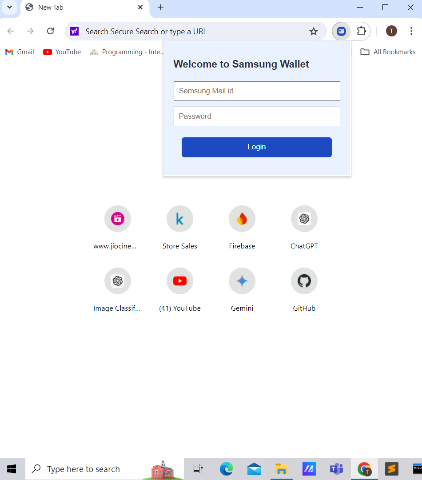 New Tab
Search Secure Search or type a URL
Gmail
YouTube
Programming - Inte...
All Bookmarks
Welcome to Samsung Wallet
Samsung Mail id
Password
Login
www.jiocine...
Store Sales
Firebase
ChatGPT
Image Classif...
(41) YouTube
Gemini
GitHub
Type here to search